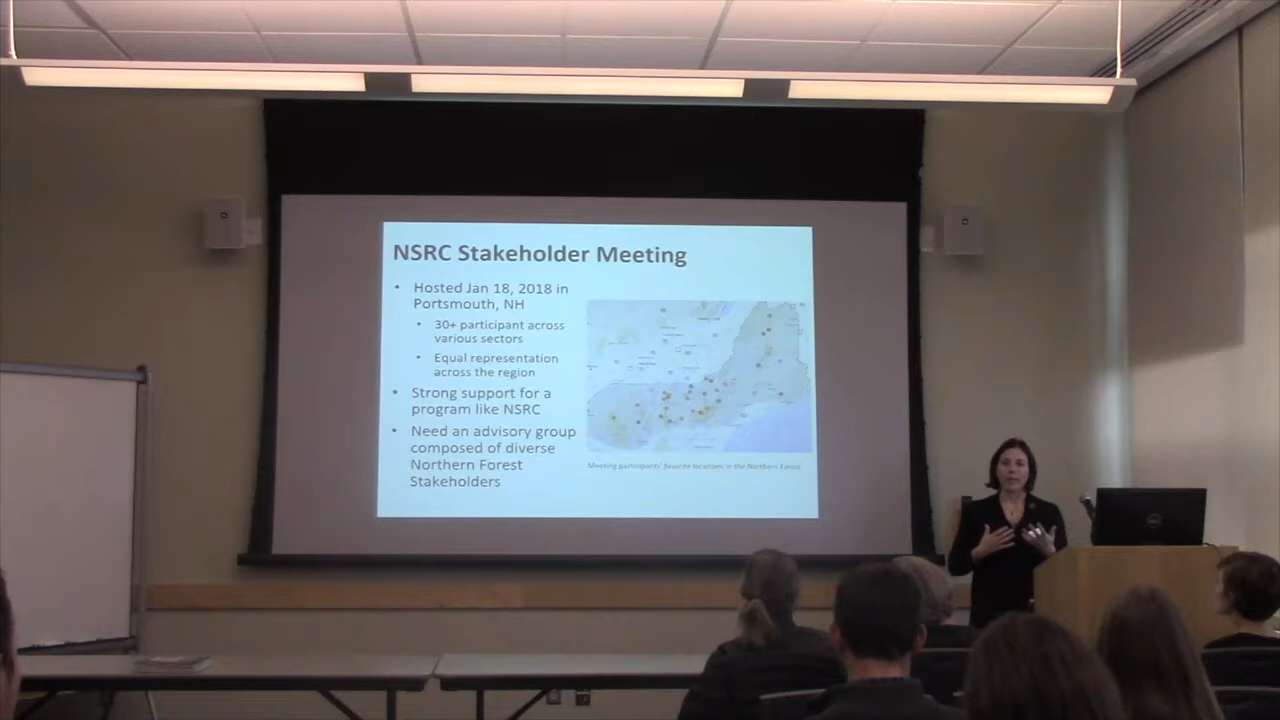 NSRC Stakeholder Meeting
• Hosted Jan 18, 2018 in
Portsmouth, NH
• 30+ participant across
various sectors
• Equal representation
across the region
• Strong support for a
program like NSRC
• Need an advisory group
composed of diverse
Northern Forest
Stakeholders
Meeting participants' favorite locations in the Northern Forest
DELL